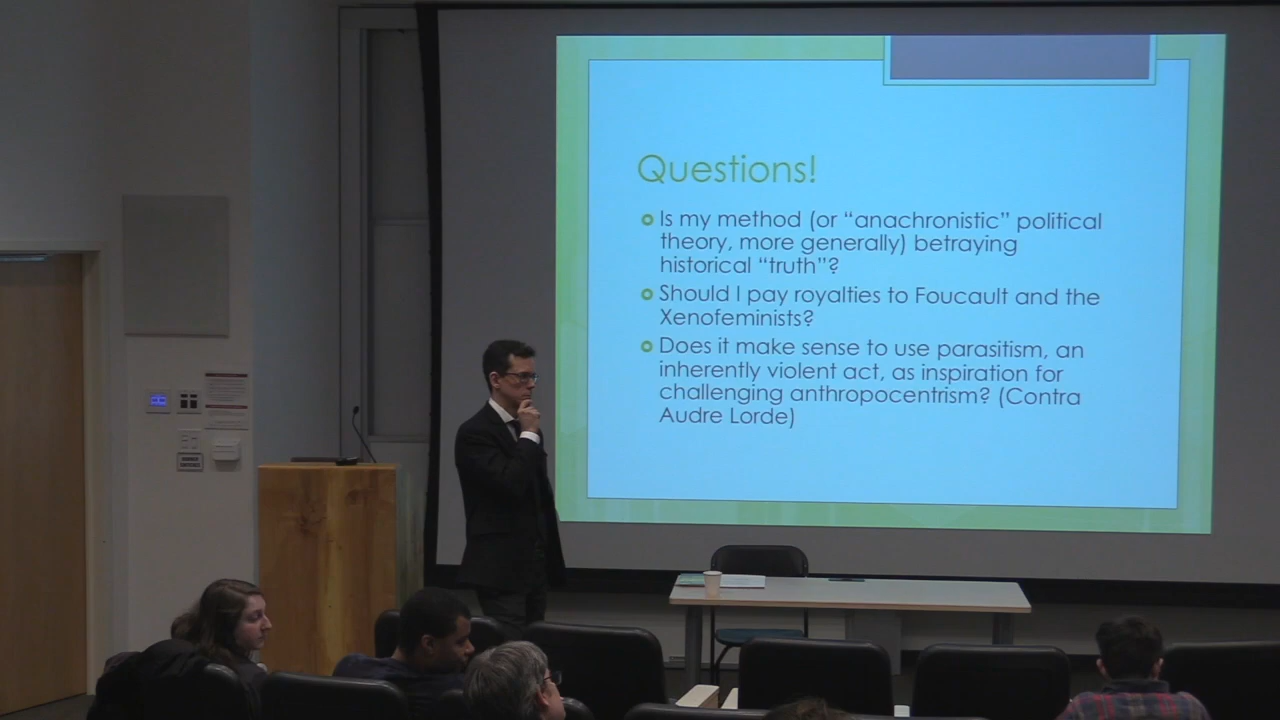 Questions!
Is my method (or “anachronistic” political
theory, more generally) betraying
historical “truth”?
Should I pay royalties to Foucault and the
Xenofeminists?
Does it make sense to use parasitism, an
inherently violent act, as inspiration for
challenging anthropocentrism? (Contra
Audre Lorde)